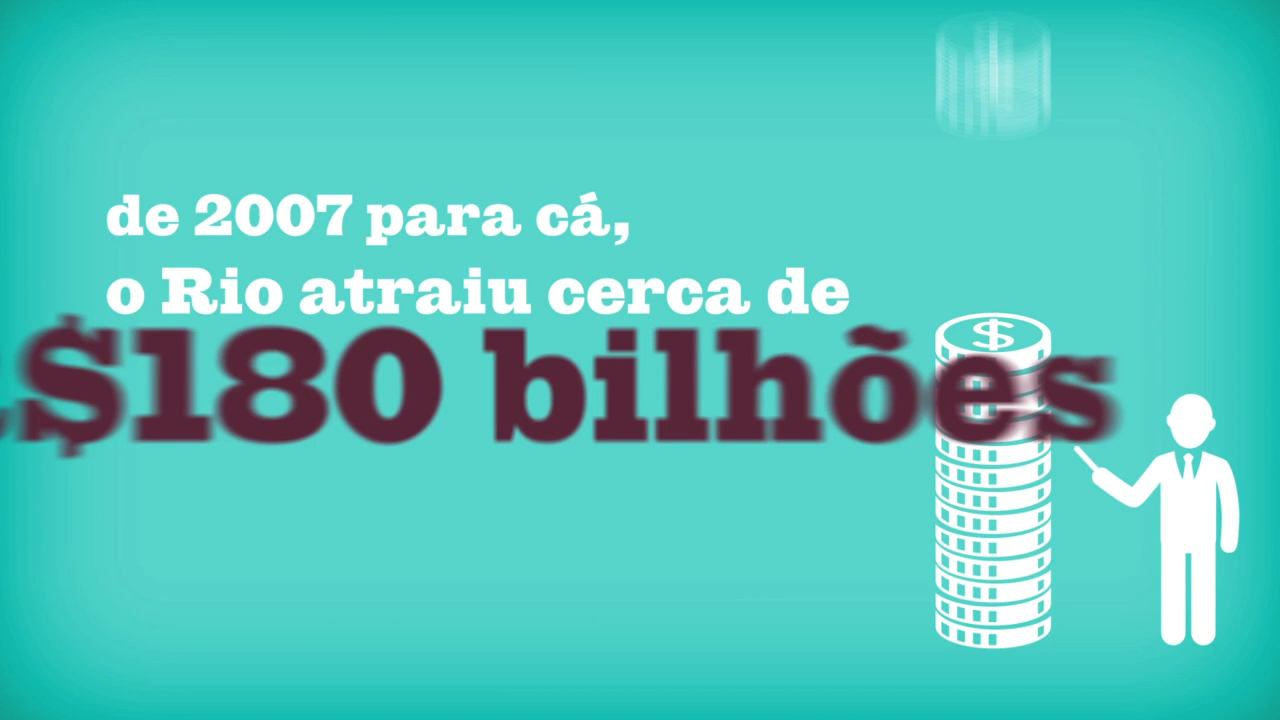 de 2007 para cá,
o Rio atraiu cerca de
$180 bilhões
$